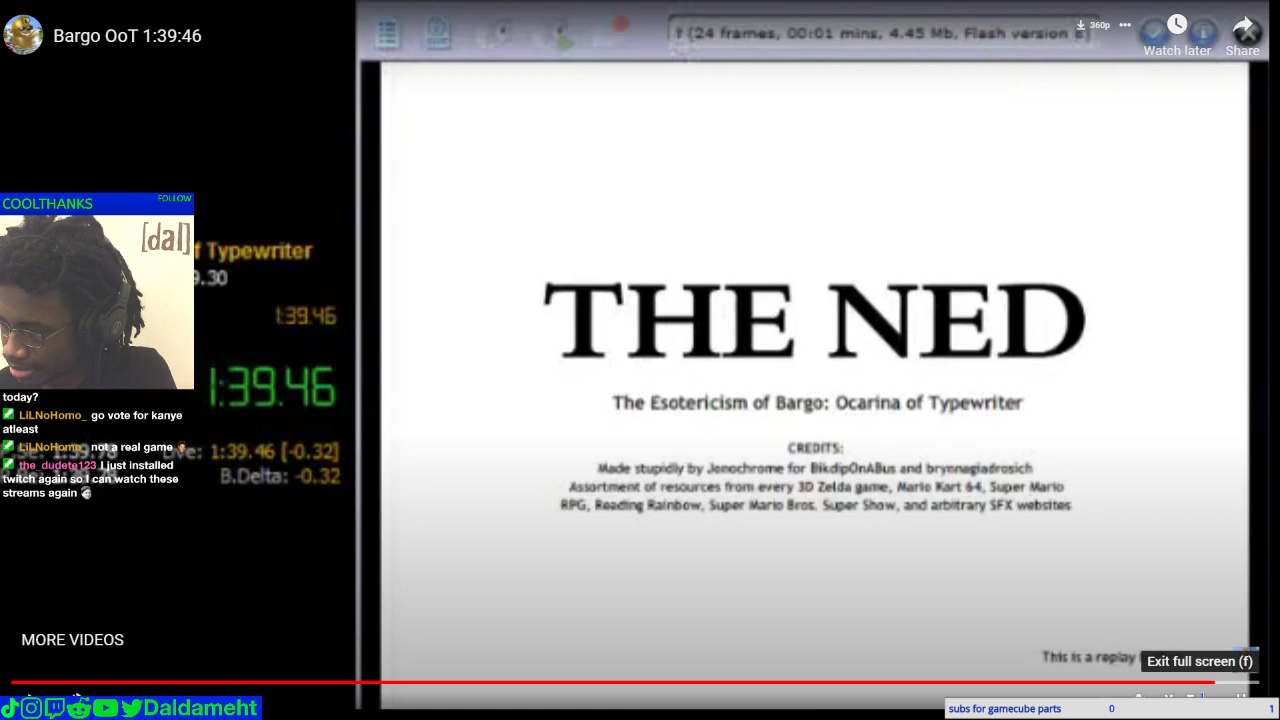 Bargo OoT 1:39:46
(24 frames, 00:01 mins, 4.45 Mb, Flash version
360p
Watch later
Share
COOLTHANKS
FOLLOW
[dal]
f Typewriter
9.30
1:39.46
1:39.46
1:39.46 [-0.32]
B.Delta: -0.32
today?
LiLNoHomo_ go vote for kanye
atleast
LiLNoHomo_ not a real game
the_dudete123 I just installed
twitch again so I can watch these
streams again
THE NED
The Esotericism of Bargo: Ocarina of Typewriter
CREDITS:
Made stupidly by Jenochrome for BlkdipOnABus and brynnagiadrosich
Assortment of resources from every 3D Zelda game, Mario Kart 64, Super Mario
RPG, Reading Rainbow, Super Mario Bros. Super Show, and arbitrary SFX websites
MORE VIDEOS
This is a replay
Exit full screen (f)
Daldameht
subs for gamecube parts 0 1